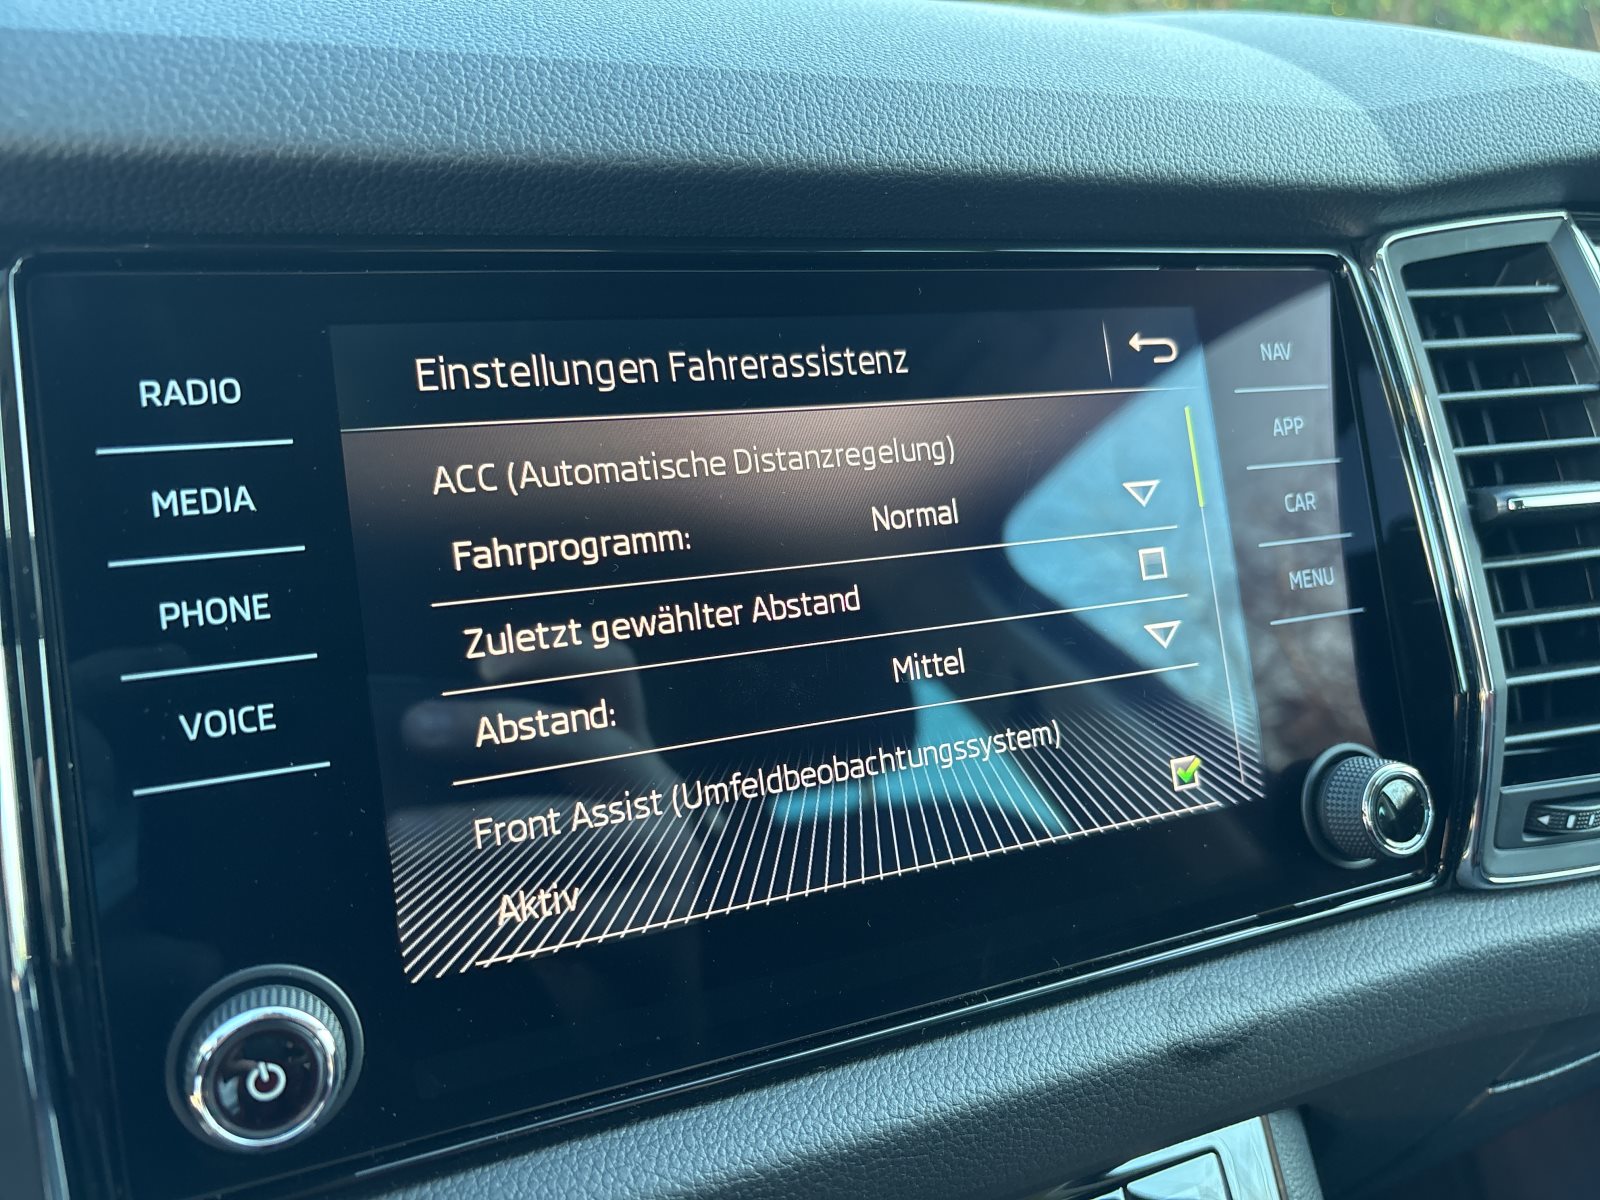 RADIO
MEDIA
PHONE
VOICE
Einstellungen Fahrerassistenz
ACC (Automatische Distanzregelung)
Fahrprogramm: Normal
Zuletzt gewählter Abstand
Abstand: Mittel
Front Assist (Umfeldbeobachtungssystem)
Aktiv
NAV
APP
CAR
MENU